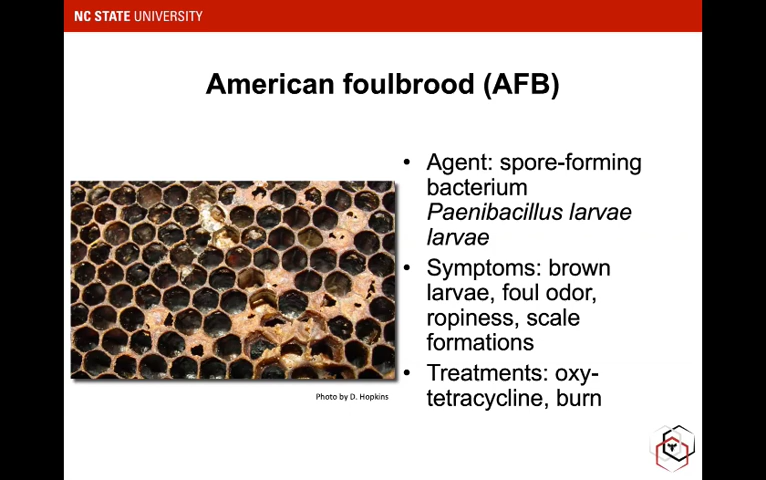 NC STATE UNIVERSITY
American foulbrood (AFB)
• Agent: spore-forming
bacterium
Paenibacillus larvae
larvae
• Symptoms: brown
larvae, foul odor,
ropiness, scale
formations
• Treatments: oxy-
tetracycline, burn
Photo by D. Hopkins